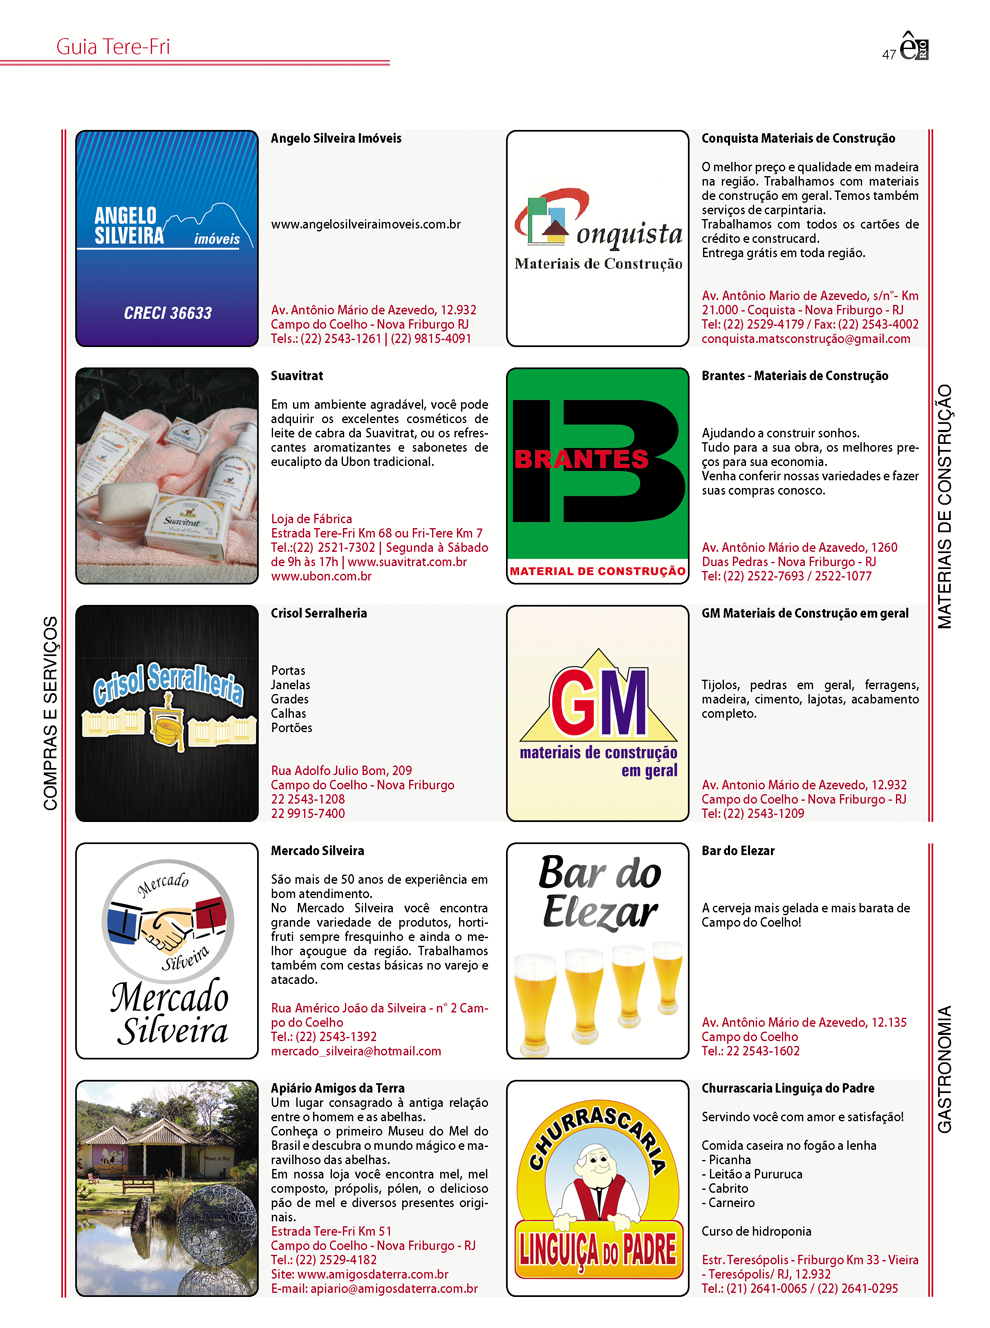 Guia Tere-Fri
47 ê RIO
COMPRAS E SERVIÇOS
ANGELO
SILVEIRA
imóveis
CRECI 36633
Angelo Silveira Imóveis
www.angelosilveiraimoveis.com.br
Av. Antônio Mário de Azevedo, 12.932
Campo do Coelho - Nova Friburgo RJ
Tels.: (22) 2543-1261 | (22) 9815-4091
Suavitrat
Suavitrat
Em um ambiente agradável, você pode
adquirir os excelentes cosméticos de
leite de cabra da Suavitrat, ou os refres-
cantes aromatizantes e sabonetes de
eucalipto da Ubon tradicional.
Loja de Fábrica
Estrada Tere-Fri Km 68 ou Fri-Tere Km 7
Tel.:(22) 2521-7302 | Segunda à Sábado
de 9h às 17h | www.suavitrat.com.br
www.ubon.com.br
Crisol Serralheria
Crisol Serralheria
Portas
Janelas
Grades
Calhas
Portões
Rua Adolfo Julio Bom, 209
Campo do Coelho - Nova Friburgo
22 2543-1208
22 9915-7400
Mercado
Silveira
Mercado
Silveira
Mercado Silveira
São mais de 50 anos de experiência em
bom atendimento.
No Mercado Silveira você encontra
grande variedade de produtos, horti-
fruti sempre fresquinho e ainda o me-
lhor açougue da região. Trabalhamos
também com cestas básicas no varejo e
atacado.
Rua Américo João da Silveira - n° 2 Cam-
po do Coelho
Tel.: (22) 2543-1392
mercado_silveira@hotmail.com
Apiário Amigos da Terra
Um lugar consagrado à antiga relação
entre o homem e as abelhas.
Conheça o primeiro Museu do Mel do
Brasil e descubra o mundo mágico e ma-
ravilhoso das abelhas.
Em nossa loja você encontra mel, mel
composto, própolis, pólen, o delicioso
pão de mel e diversos presentes origi-
nais.
Estrada Tere-Fri Km 51
Campo do Coelho - Nova Friburgo - RJ
Tel.: (22) 2529-4182
Site: www.amigosdaterra.com.br
E-mail: apiario@amigosdaterra.com.br
MATERIAIS DE CONSTRUÇÃO
Conquista
Materiais de Construção
Conquista Materiais de Construção
O melhor preço e qualidade em madeira
na região. Trabalhamos com materiais
de construção em geral. Temos também
serviços de carpintaria.
Trabalhamos com todos os cartões de
crédito e construcard.
Entrega grátis em toda região.
Av. Antônio Mario de Azevedo, s/n°- Km
21.000 - Coquista - Nova Friburgo - RJ
Tel: (22) 2529-4179 / Fax: (22) 2543-4002
conquista.matsconstrução@gmail.com
B
BRANTES
MATERIAL DE CONSTRUÇÃO
Brantes - Materiais de Construção
Ajudando a construir sonhos.
Tudo para a sua obra, os melhores pre-
ços para sua economia.
Venha conferir nossas variedades e fazer
suas compras conosco.
Av. Antônio Mário de Azavedo, 1260
Duas Pedras - Nova Friburgo - RJ
Tel: (22) 2522-7693 / 2522-1077
GM
materiais de construção
em geral
GM Materiais de Construção em geral
Tijolos, pedras em geral, ferragens,
madeira, cimento, lajotas, acabamento
completo.
Av. Antonio Mário de Azevedo, 12.932
Campo do Coelho - Nova Friburgo - RJ
Tel: (22) 2543-1209
GASTRONOMIA
Bar do
Elezar
Bar do Elezar
A cerveja mais gelada e mais barata de
Campo do Coelho!
Av. Antônio Mário de Azevedo, 12.135
Campo do Coelho
Tel.: 22 2543-1602
CHURRASCARIA
LINGUIÇA DO PADRE
Churrascaria Linguiça do Padre
Servindo você com amor e satisfação!
Comida caseira no fogão a lenha
- Picanha
- Leitão a Pururuca
- Cabrito
- Carneiro
Curso de hidroponia
Estr. Teresópolis - Friburgo Km 33 - Vieira
- Teresópolis/ RJ, 12.932
Tel.: (21) 2641-0065 / (22) 2641-0295